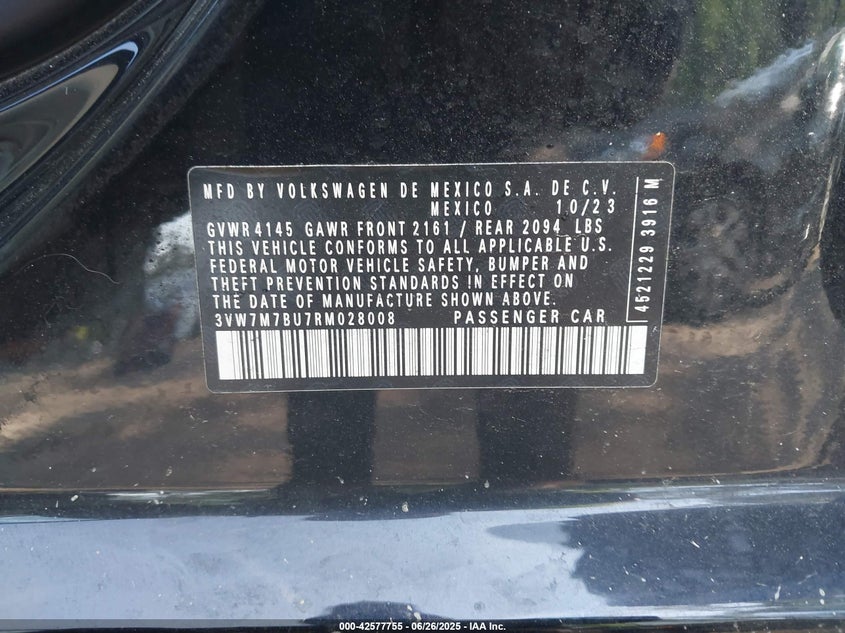 MFD BY VOLKSWAGEN DE MEXICO S.A. DE C.V.
MEXICO 10/23
GVWR 4145 GAWR FRONT 2161 / REAR 2094 LBS
THIS VEHICLE CONFORMS TO ALL APPLICABLE U.S.
FEDERAL MOTOR VEHICLE SAFETY, BUMPER AND
THEFT PREVENTION STANDARDS IN EFFECT ON
THE DATE OF MANUFACTURE SHOWN ABOVE.
3VW7M7BU7RM028008 PASSENGER CAR
4521229 3916 M
000-42577755 - 06/26/2025 - IAA Inc.